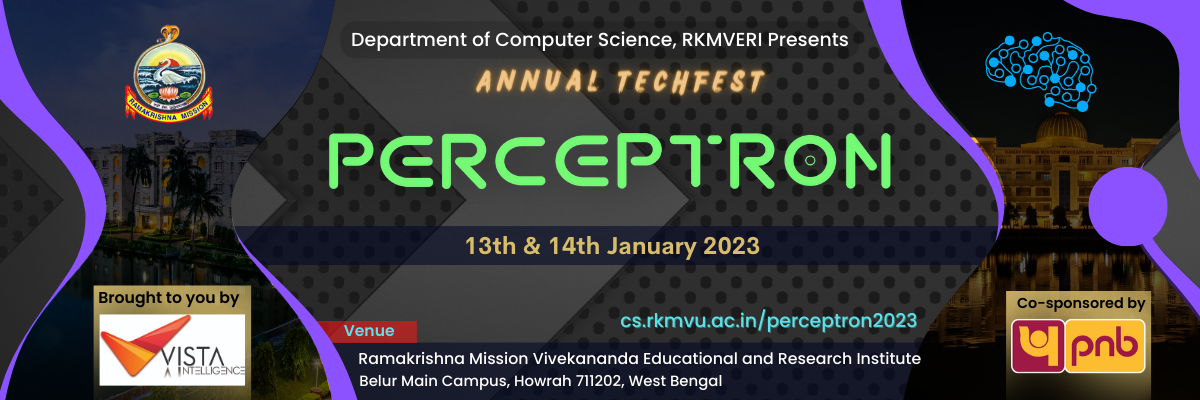 Department of Computer Science, RKMVERI Presents
ANNUAL TECHFEST
PERCEPTRON
13th & 14th January 2023
RAMAKRISHNA MISSION
Brought to you by
VISTA
INTELLIGENCE
Co-sponsored by
pnb
cs.rkmvu.ac.in/perceptron2023
Venue
Ramakrishna Mission Vivekananda Educational and Research Institute
Belur Main Campus, Howrah 711202, West Bengal